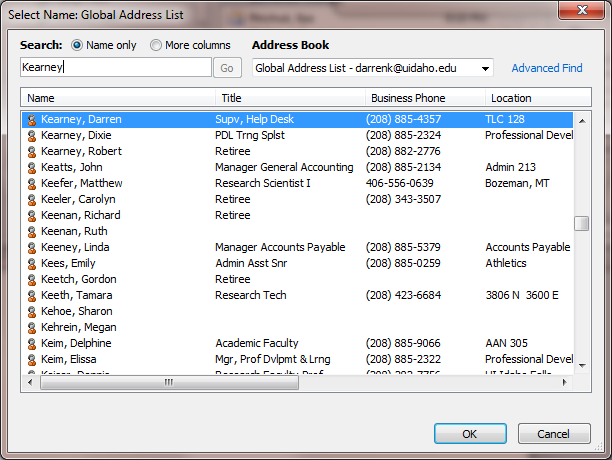 Select Name: Global Address List
Search: Name only More columns Address Book
Kearney Go Global Address List - darrenk@uidaho.edu Advanced Find
Name Title Business Phone Location
Kearney, Darren Supv, Help Desk (208) 885-4357 TLC 128
Kearney, Dixie PDL Trng Splst (208) 885-2324 Professional Devel
Kearney, Robert Retiree (208) 882-2776
Keatts, John Manager General Accounting (208) 885-2134 Admin 213
Keefer, Matthew Research Scientist I 406-556-0639 Bozeman, MT
Keeler, Carolyn Retiree (208) 343-3507
Keenan, Richard Retiree
Keenan, Ruth
Keeney, Linda Manager Accounts Payable (208) 885-5379 Accounts Payable
Kees, Emily Admin Asst Snr (208) 885-0259 Athletics
Keetch, Gordon Retiree
Keeth, Tamara Research Tech (208) 423-6684 3806 N 3600 E
Kehoe, Sharon
Kehrein, Megan
Keim, Delphine Academic Faculty (208) 885-9066 AAN 305
Keim, Elissa Mgr, Prof Dvlpmt & Lrng (208) 885-2322 Professional Devel
OK Cancel